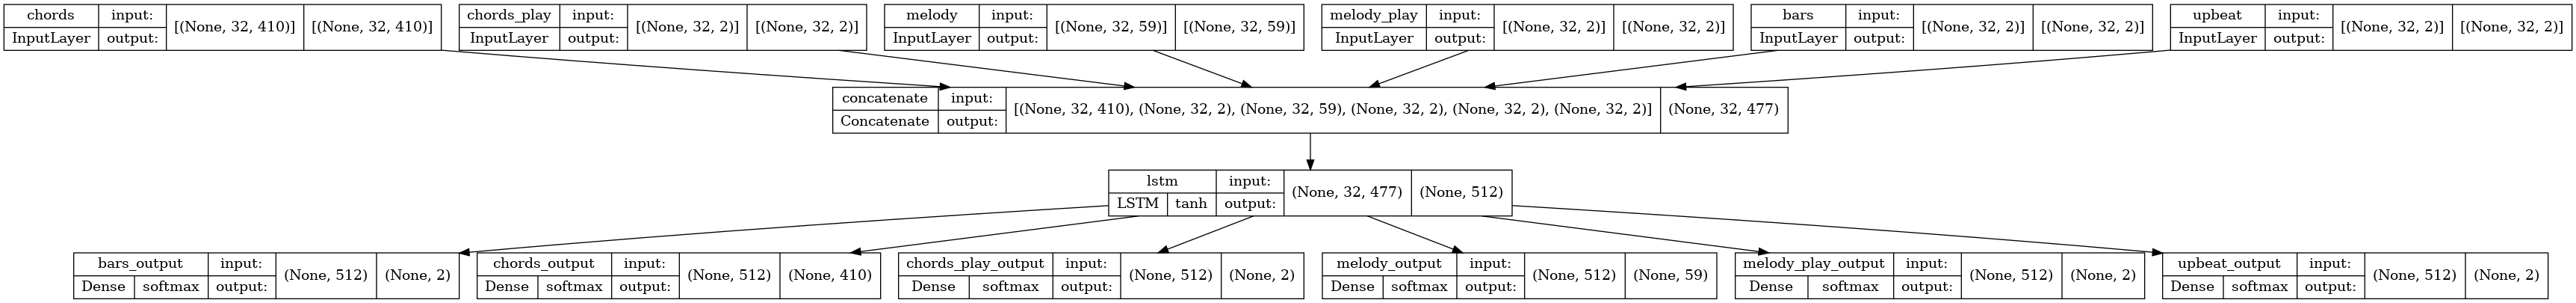 chords input: [(None, 32, 410)] [(None, 32, 410)]
InputLayer output:
chords_play input: [(None, 32, 2)] [(None, 32, 2)]
InputLayer output:
melody input: [(None, 32, 59)] [(None, 32, 59)]
InputLayer output:
melody_play input: [(None, 32, 2)] [(None, 32, 2)]
InputLayer output:
bars input: [(None, 32, 2)] [(None, 32, 2)]
InputLayer output:
upbeat input: [(None, 32, 2)] [(None, 32, 2)]
InputLayer output:
concatenate input: [(None, 32, 410), (None, 32, 2), (None, 32, 59), (None, 32, 2), (None, 32, 2), (None, 32, 2)] (None, 32, 477)
Concatenate output:
lstm input: (None, 32, 477) (None, 512)
LSTM tanh output:
bars_output input: (None, 512) (None, 2)
Dense softmax output:
chords_output input: (None, 512) (None, 410)
Dense softmax output:
chords_play_output input: (None, 512) (None, 2)
Dense softmax output:
melody_output input: (None, 512) (None, 59)
Dense softmax output:
melody_play_output input: (None, 512) (None, 2)
Dense softmax output:
upbeat_output input: (None, 512) (None, 2)
Dense softmax output: